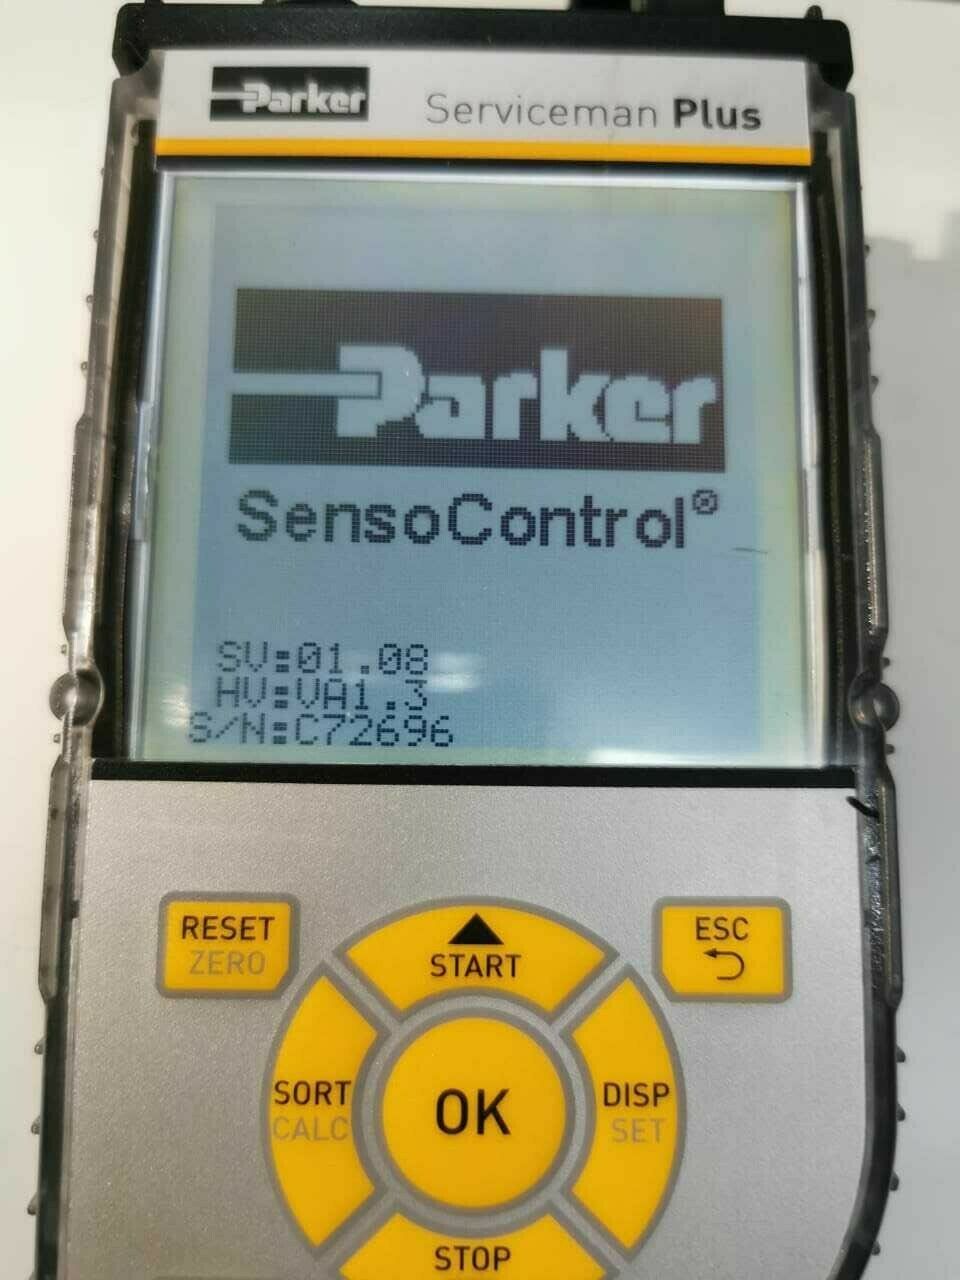 Parker Serviceman Plus
Parker
SensoControl®
SV:01.08
HV:VA1.3
S/N:C72696
RESET
ZERO
START
ESC
SORT
CALC
OK
DISP
SET
STOP